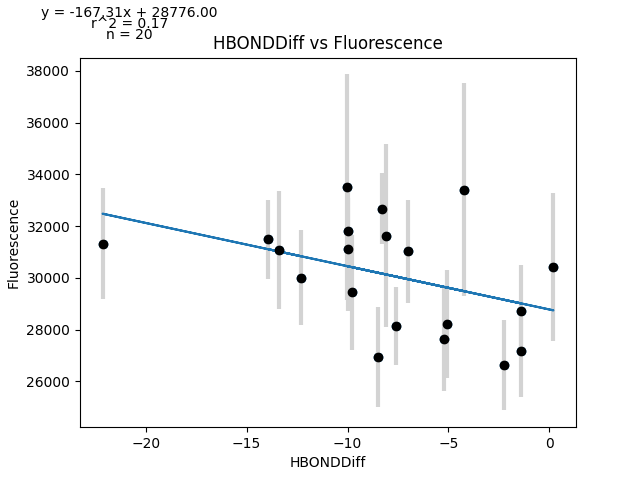 y = -167.31x + 28776.00
r^2 = 0.17
n = 20
HBONDDiff vs Fluorescence
38000
36000
34000
32000
30000
28000
26000
Fluorescence
−20
−15
−10
−5
0
HBONDDiff